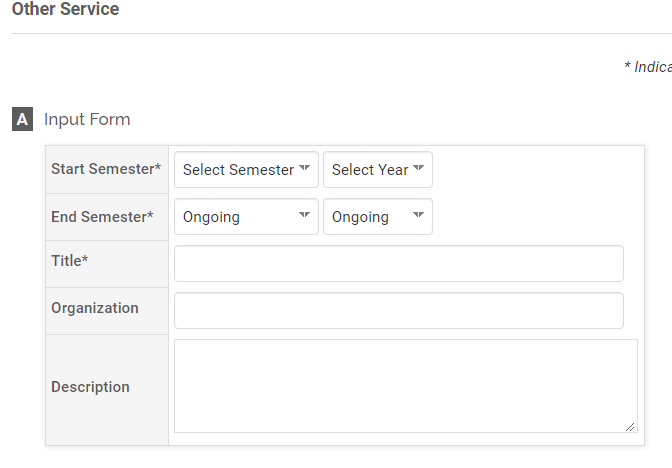 Other Service
* Indica
A Input Form
Start Semester* Select Semester Select Year
End Semester* Ongoing Ongoing
Title*
Organization
Description